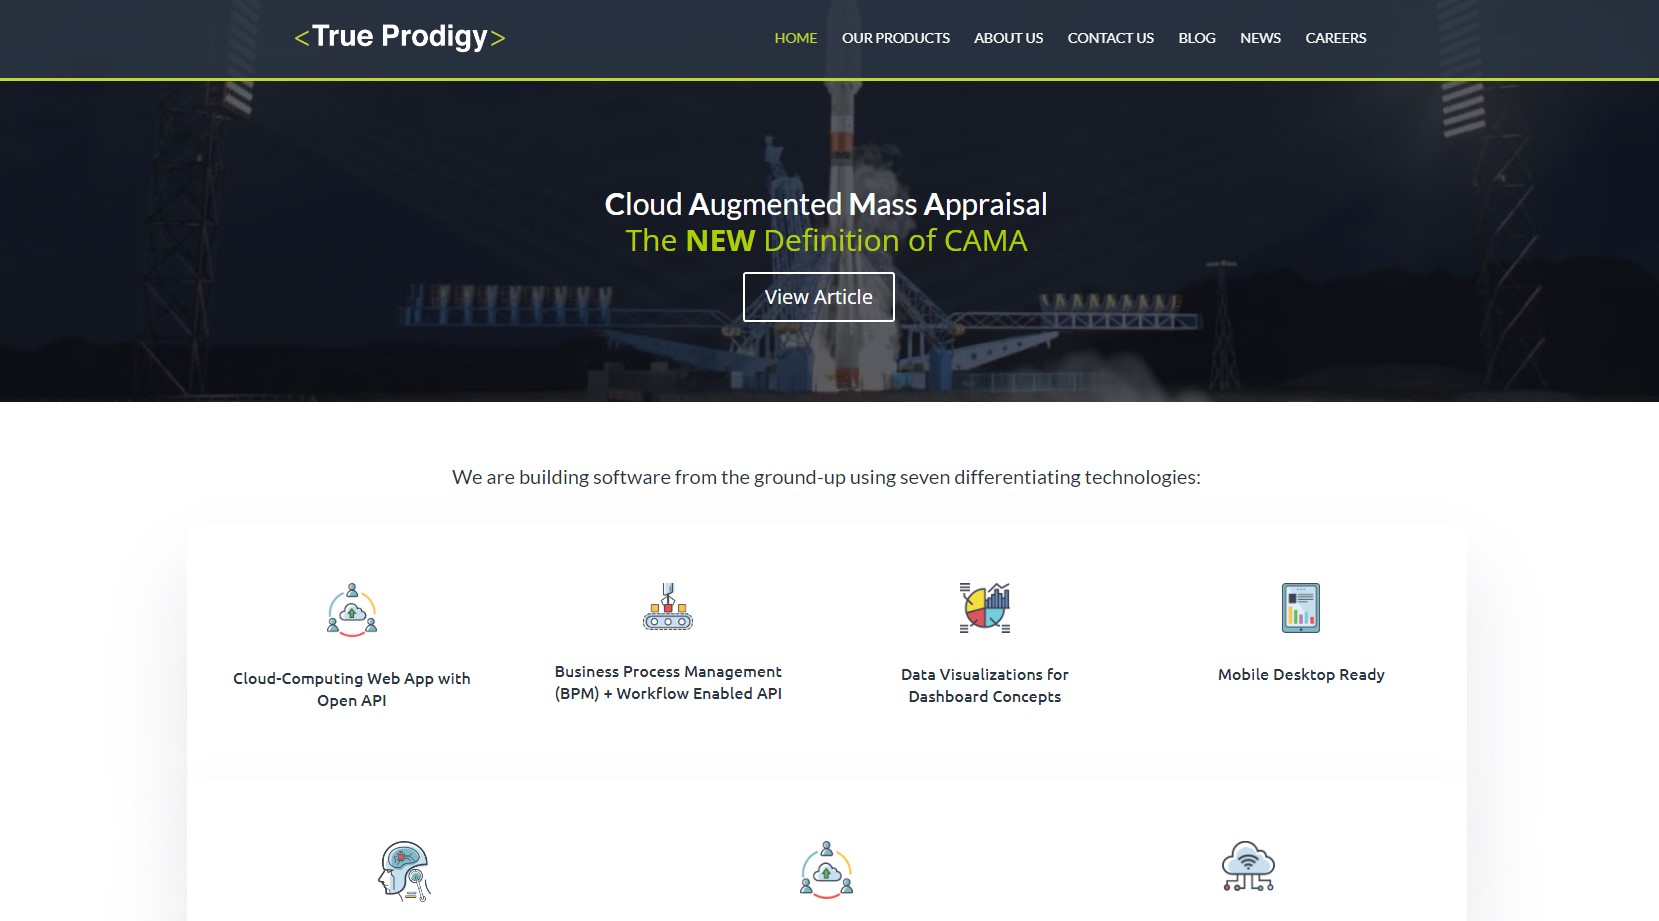 <True Prodigy>
HOME OUR PRODUCTS ABOUT US CONTACT US BLOG NEWS CAREERS
Cloud Augmented Mass Appraisal
The NEW Definition of CAMA
View Article
We are building software from the ground-up using seven differentiating technologies:
Cloud-Computing Web App with
Open API
Business Process Management
(BPM) + Workflow Enabled API
Data Visualizations for
Dashboard Concepts
Mobile Desktop Ready